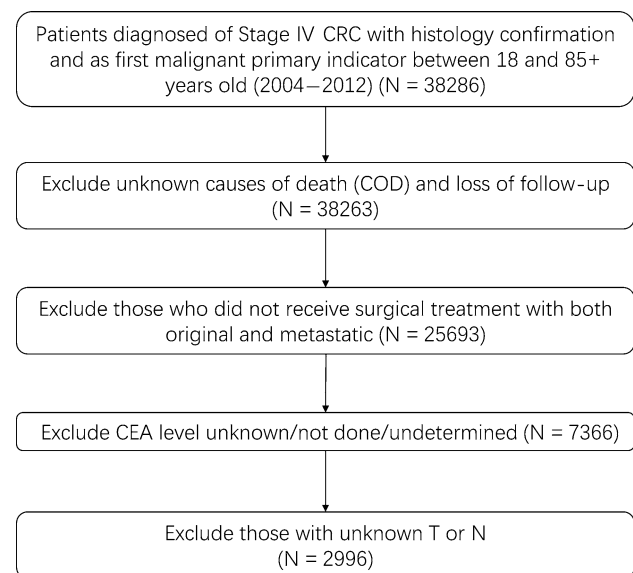 Patients diagnosed of Stage IV CRC with histology confirmation
and as first malignant primary indicator between 18 and 85+
years old (2004–2012) (N = 38286)
Exclude unknown causes of death (COD) and loss of follow-up
(N = 38263)
Exclude those who did not receive surgical treatment with both
original and metastatic (N = 25693)
Exclude CEA level unknown/not done/undetermined (N = 7366)
Exclude those with unknown T or N
(N = 2996)